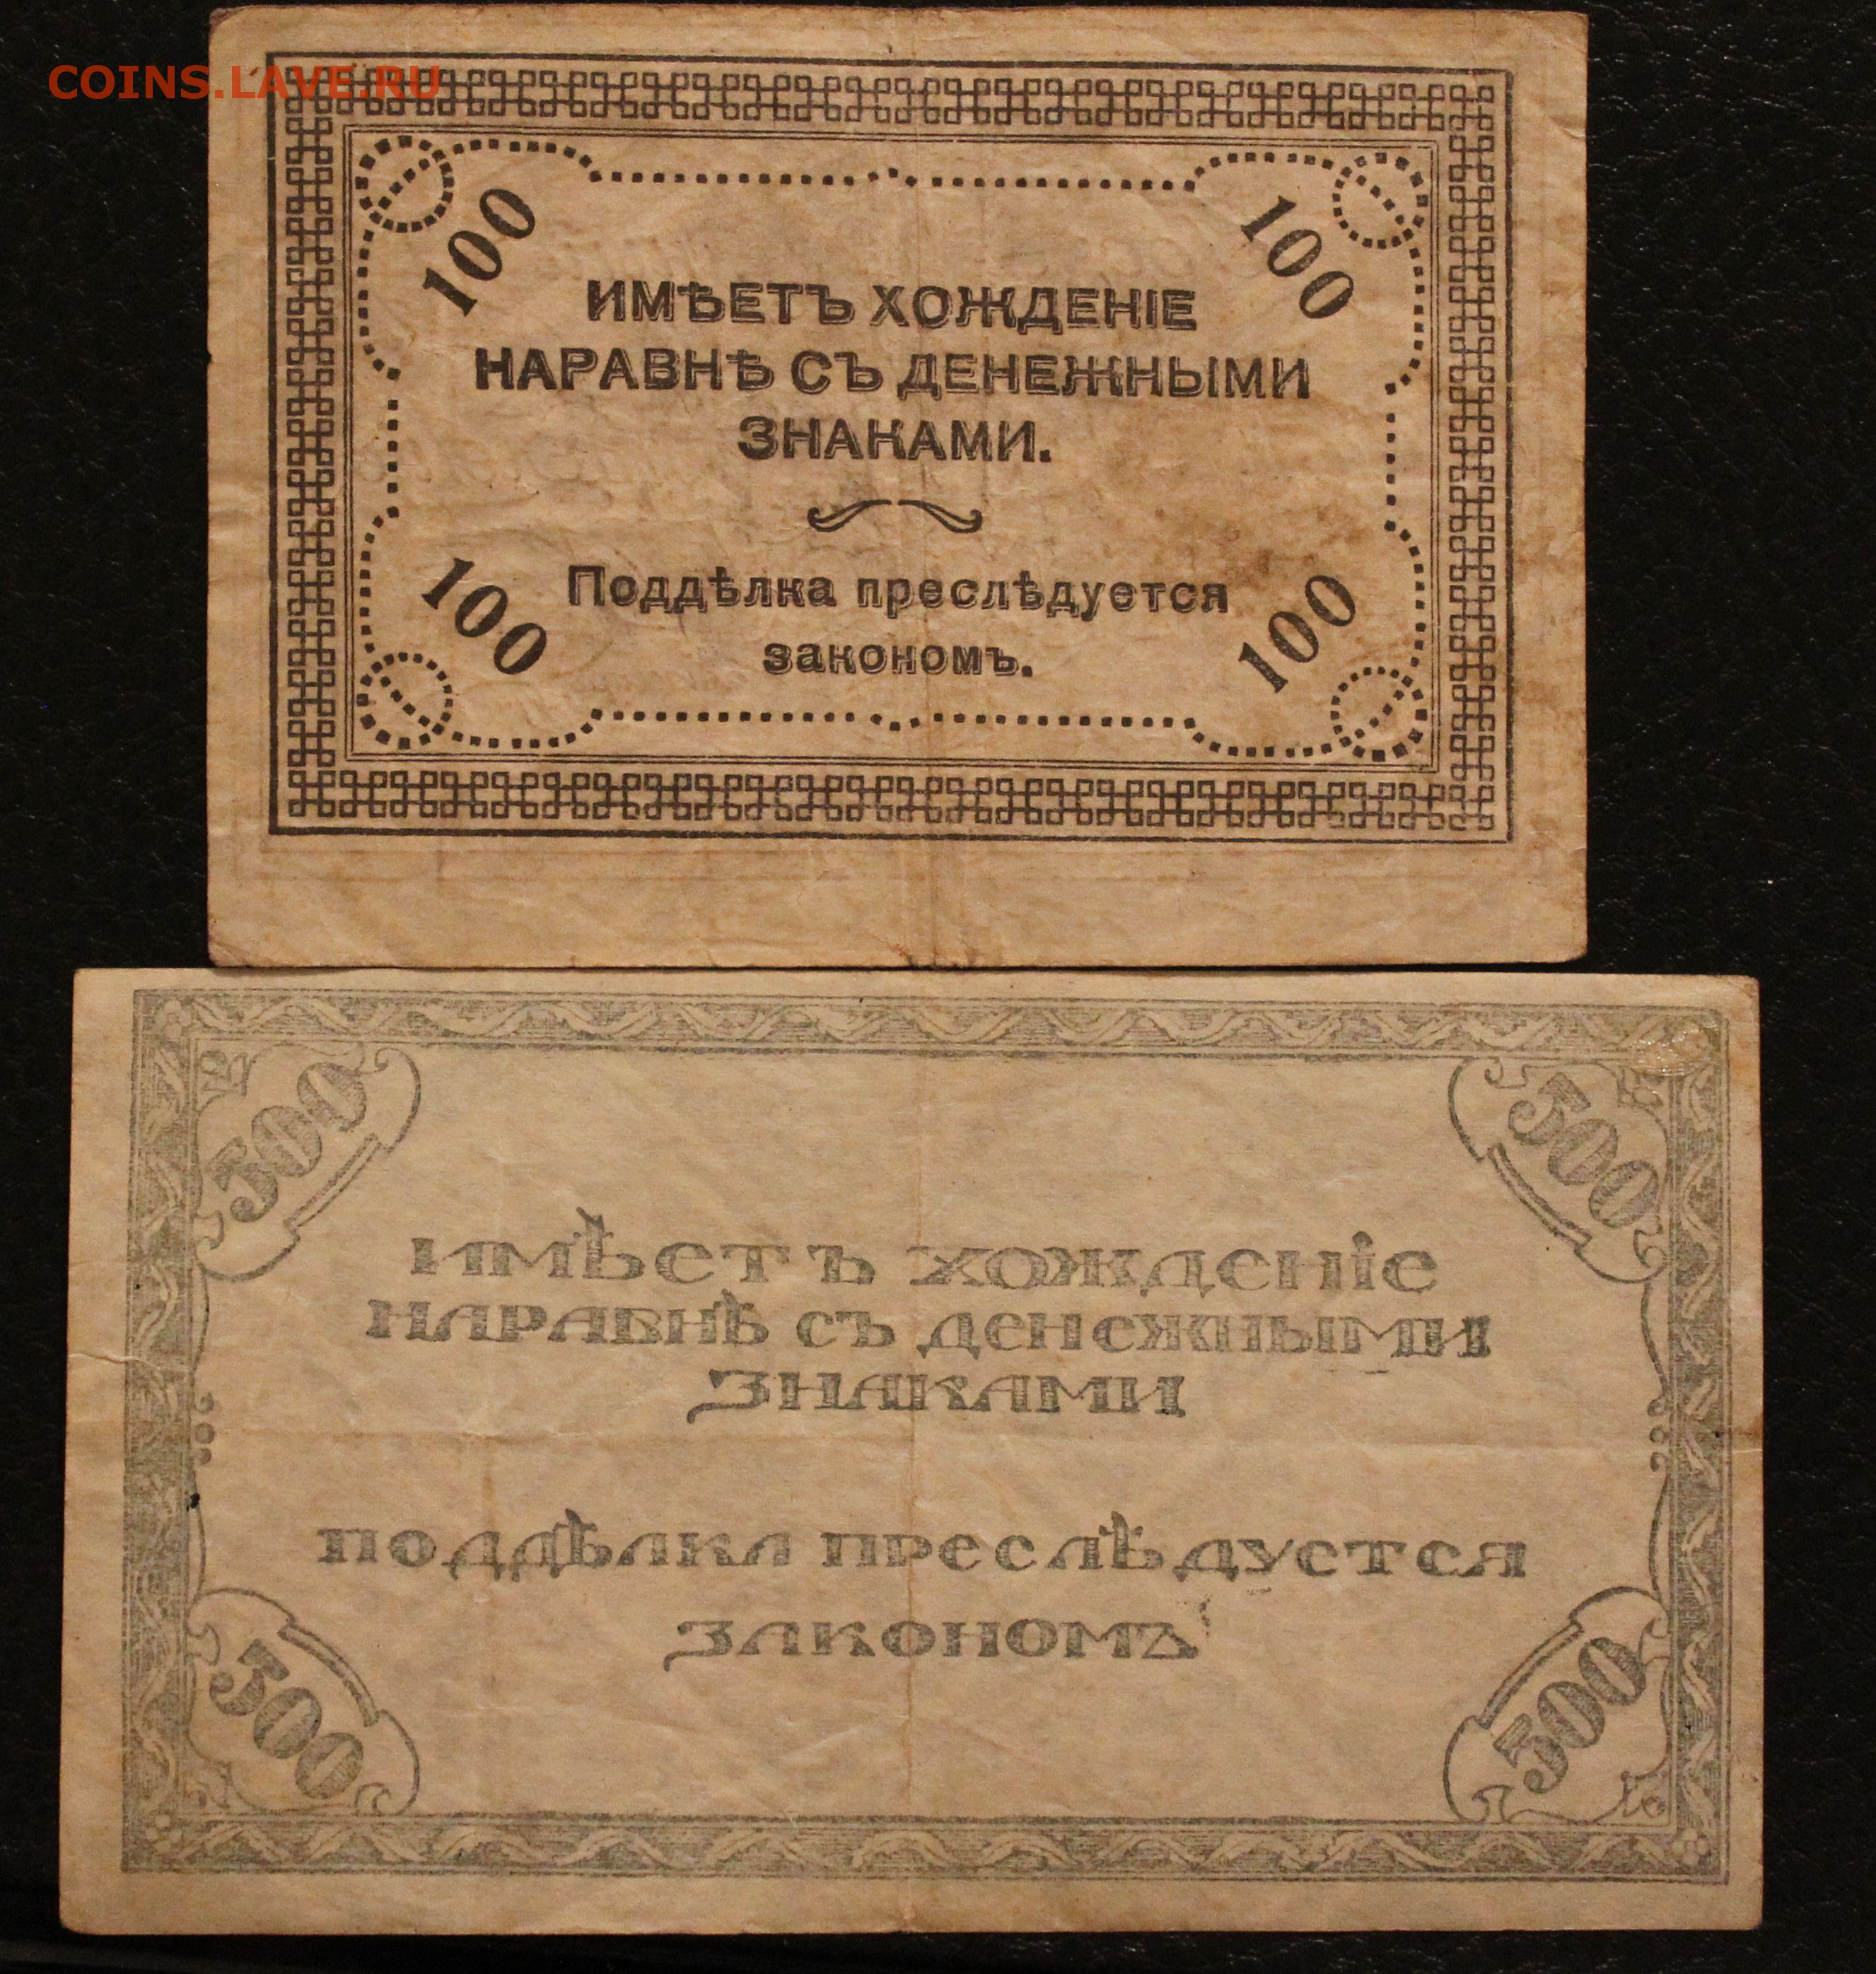 COINS.LAVE.RU
100 100
ИМѢЕТЪ ХОЖДЕНІЕ
НАРАВНѢ СЪ ДЕНЕЖНЫМИ
ЗНАКАМИ.
Поддѣлка преслѣдуется
закономъ.
100 100
500 500
ИМѢЕТЪ ХОЖДЕНІЕ
НАРАВНѢ СЪ ДЕНЕЖНЫМИ
ЗНАКАМИ
ПОДДѢЛКА ПРЕСЛѢДУЕТСЯ
ЗАКОНОМЪ
500 500